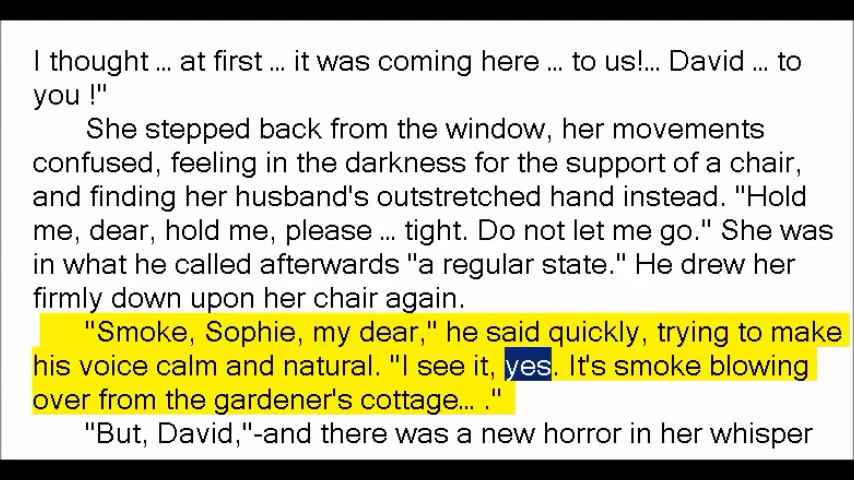 I thought ... at first ... it was coming here ... to us!... David ... to
you !"
She stepped back from the window, her movements
confused, feeling in the darkness for the support of a chair,
and finding her husband's outstretched hand instead. "Hold
me, dear, hold me, please ... tight. Do not let me go." She was
in what he called afterwards "a regular state." He drew her
firmly down upon her chair again.
"Smoke, Sophie, my dear," he said quickly, trying to make
his voice calm and natural. "I see it, yes. It's smoke blowing
over from the gardener's cottage... ."
"But, David,"-and there was a new horror in her whisper